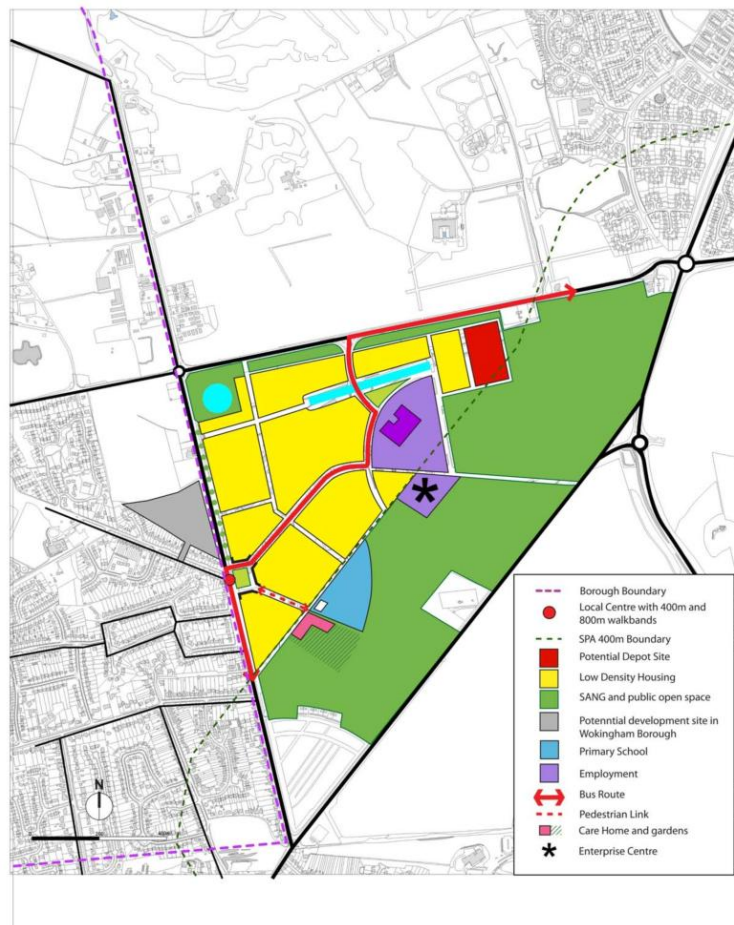 Borough Boundary
Local Centre with 400m and
800m walkbands
SPA 400m Boundary
Potential Depot Site
Low Density Housing
SANG and public open space
Potenntial development site in
Wokingham Borough
Primary School
Employment
Bus Route
Pedestrian Link
Care Home and gardens
Enterprise Centre
N